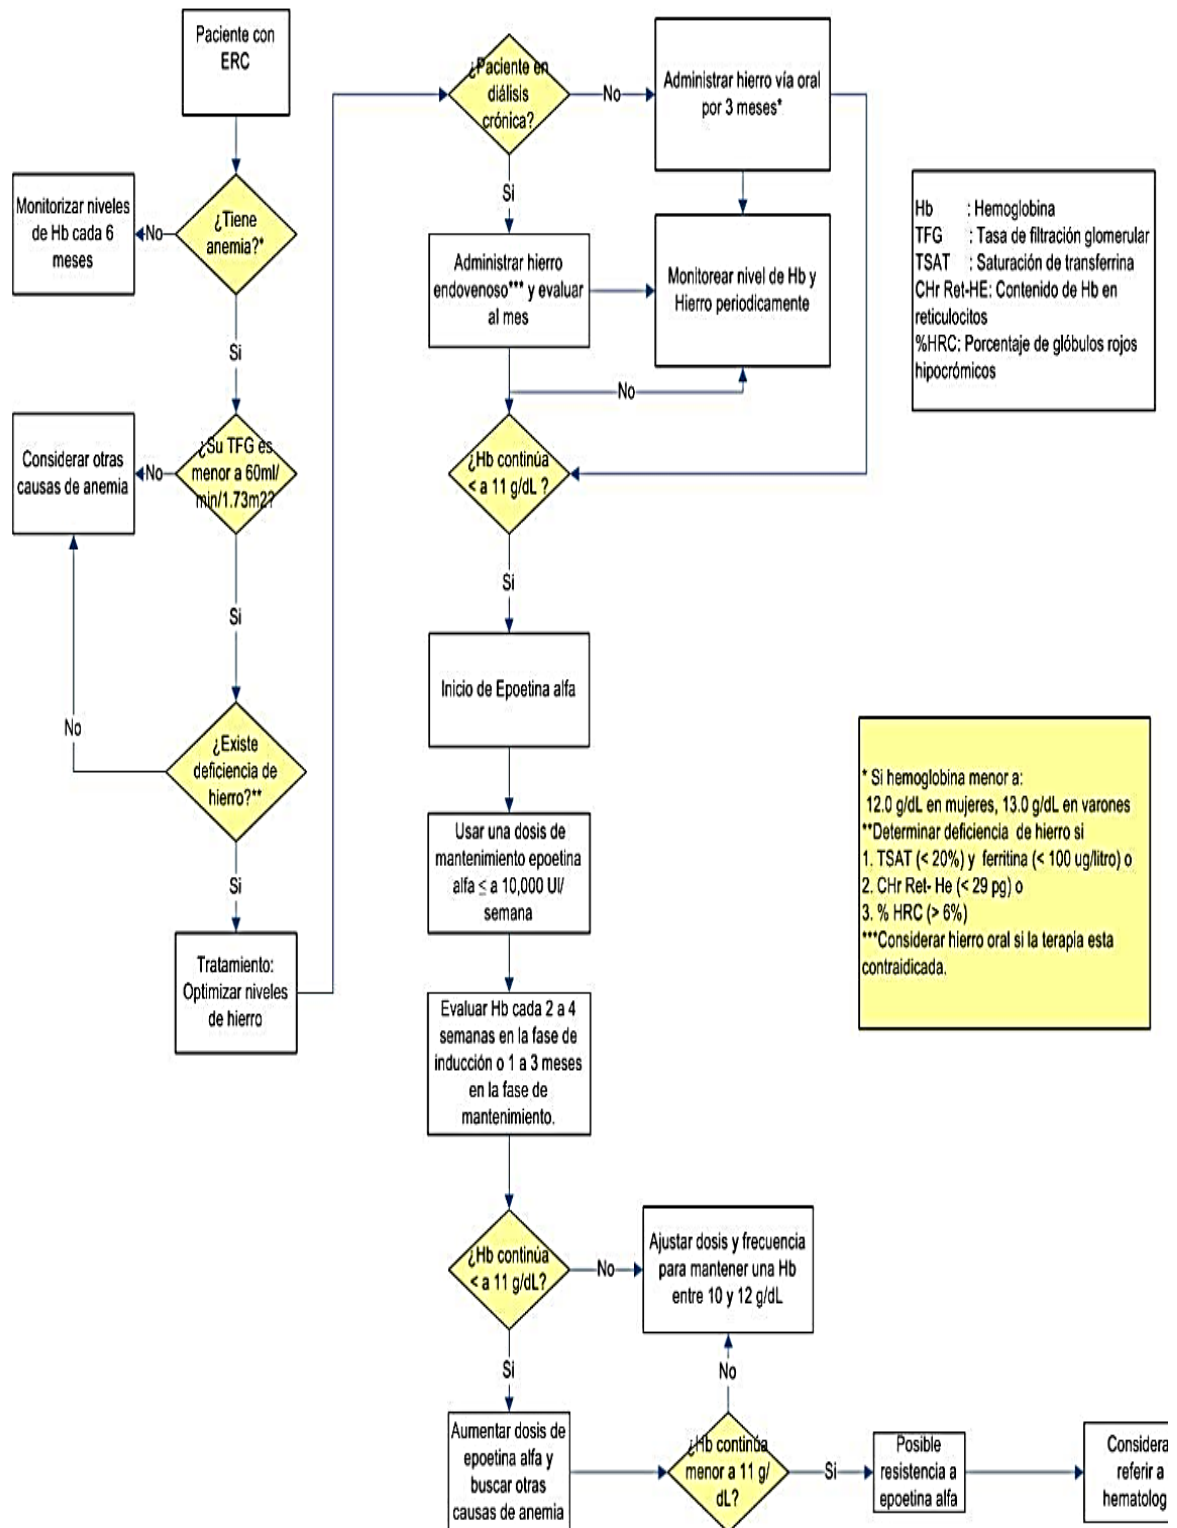 Paciente con
ERC
¿Tiene
anemia?*
No
Monitorizar niveles
de Hb cada 6
meses
Si
¿Su TFG es
menor a 60ml/
min/1.73m2?
No
Considerar otras
causas de anemia
Si
¿Existe
deficiencia de
hierro?**
No
Si
Tratamiento:
Optimizar niveles
de hierro
¿Paciente en
diálisis
crónica?
No
Administrar hierro vía oral
por 3 meses*
Si
Administrar hierro
endovenoso*** y evaluar
al mes
Monitorear nivel de Hb y
Hierro periodicamente
No
¿Hb continúa
< a 11 g/dL ?
Si
Inicio de Epoetina alfa
Usar una dosis de
mantenimiento epoetina
alfa ≤ a 10,000 UI/
semana
Evaluar Hb cada 2 a 4
semanas en la fase de
inducción o 1 a 3 meses
en la fase de
mantenimiento.
¿Hb continúa
< a 11 g/dL?
No
Ajustar dosis y frecuencia
para mantener una Hb
entre 10 y 12 g/dL
Si
Aumentar dosis de
epoetina alfa y
buscar otras
causas de anemia
¿Hb continúa
menor a 11 g/
dL?
No
Si
Posible
resistencia a
epoetina alfa
Considera
referir a
hematolog
Hb : Hemoglobina
TFG : Tasa de filtración glomerular
TSAT : Saturación de transferrina
CHr Ret-HE: Contenido de Hb en
reticulocitos
%HRC: Porcentaje de glóbulos rojos
hipocrómicos
* Si hemoglobina menor a:
12.0 g/dL en mujeres, 13.0 g/dL en varones
**Determinar deficiencia de hierro si
1. TSAT (< 20%) y ferritina (< 100 ug/litro) o
2. CHr Ret- He (< 29 pg) o
3. % HRC (> 6%)
***Considerar hierro oral si la terapia esta
contraidicada.